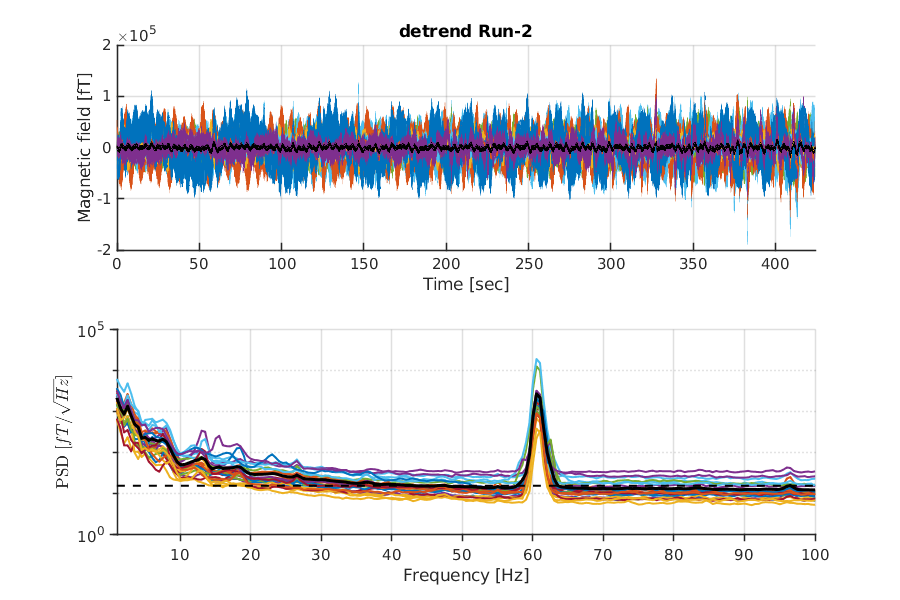 detrend Run-2
×10⁵
2
1
0
-1
-2
Magnetic field [fT]
0 50 100 150 200 250 300 350 400
Time [sec]
10⁵
10⁰
PSD [fT/√Hz]
10 20 30 40 50 60 70 80 90 100
Frequency [Hz]